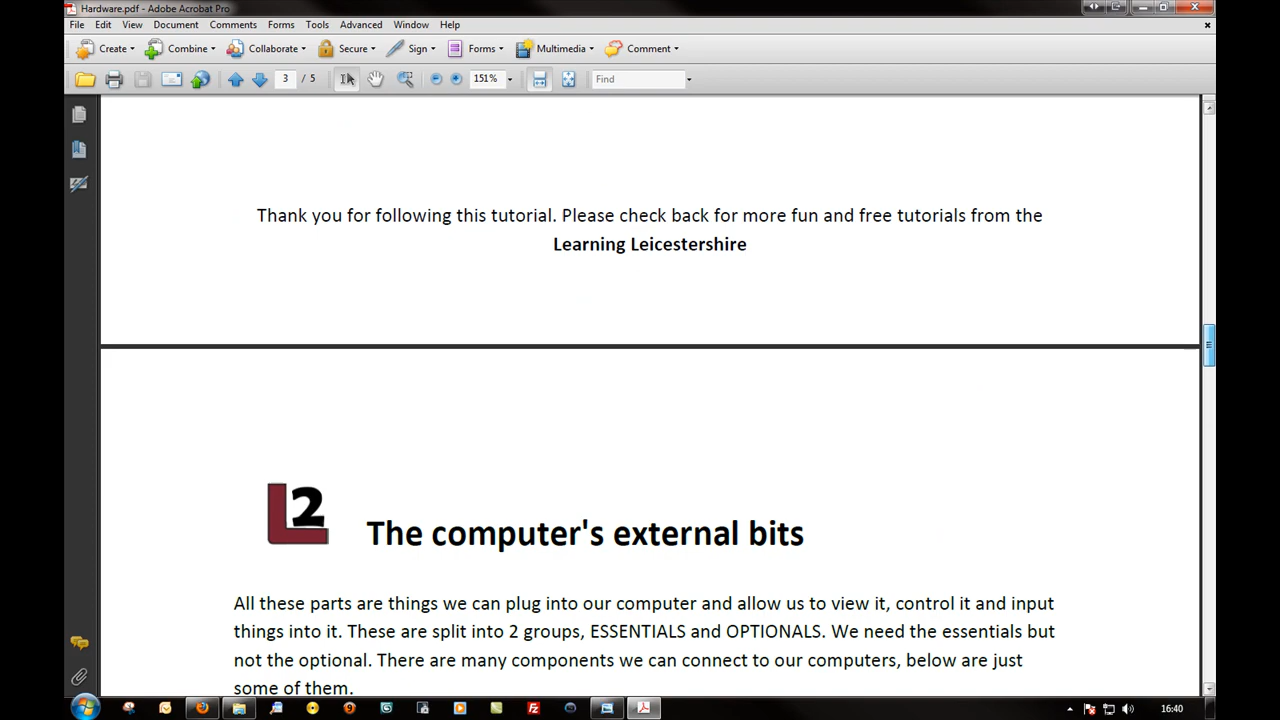 Hardware.pdf - Adobe Acrobat Pro
File Edit View Document Comments Forms Tools Advanced Window Help
Create Combine Collaborate Secure Sign Forms Multimedia Comment
3 / 5 151% Find
Thank you for following this tutorial. Please check back for more fun and free tutorials from the
Learning Leicestershire
L2 The computer's external bits
All these parts are things we can plug into our computer and allow us to view it, control it and input
things into it. These are split into 2 groups, ESSENTIALS and OPTIONALS. We need the essentials but
not the optional. There are many components we can connect to our computers, below are just
some of them.
16:40